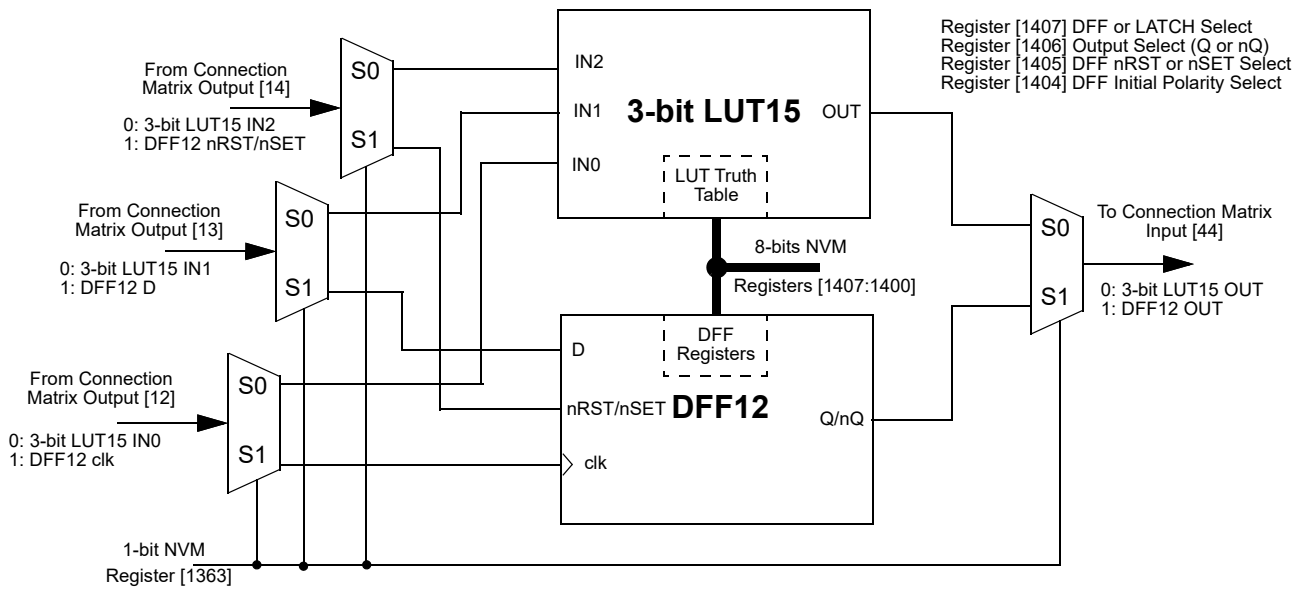 Register [1407] DFF or LATCH Select
Register [1406] Output Select (Q or nQ)
Register [1405] DFF nRST or nSET Select
Register [1404] DFF Initial Polarity Select
From Connection
Matrix Output [14]
0: 3-bit LUT15 IN2
1: DFF12 nRST/nSET
S0
S1
IN2
IN1
IN0
3-bit LUT15
OUT
LUT Truth
Table
From Connection
Matrix Output [13]
0: 3-bit LUT15 IN1
1: DFF12 D
S0
S1
8-bits NVM
Registers [1407:1400]
S0
S1
To Connection Matrix
Input [44]
0: 3-bit LUT15 OUT
1: DFF12 OUT
From Connection
Matrix Output [12]
0: 3-bit LUT15 IN0
1: DFF12 clk
S0
S1
DFF
Registers
D
nRST/nSET
DFF12
Q/nQ
clk
1-bit NVM
Register [1363]